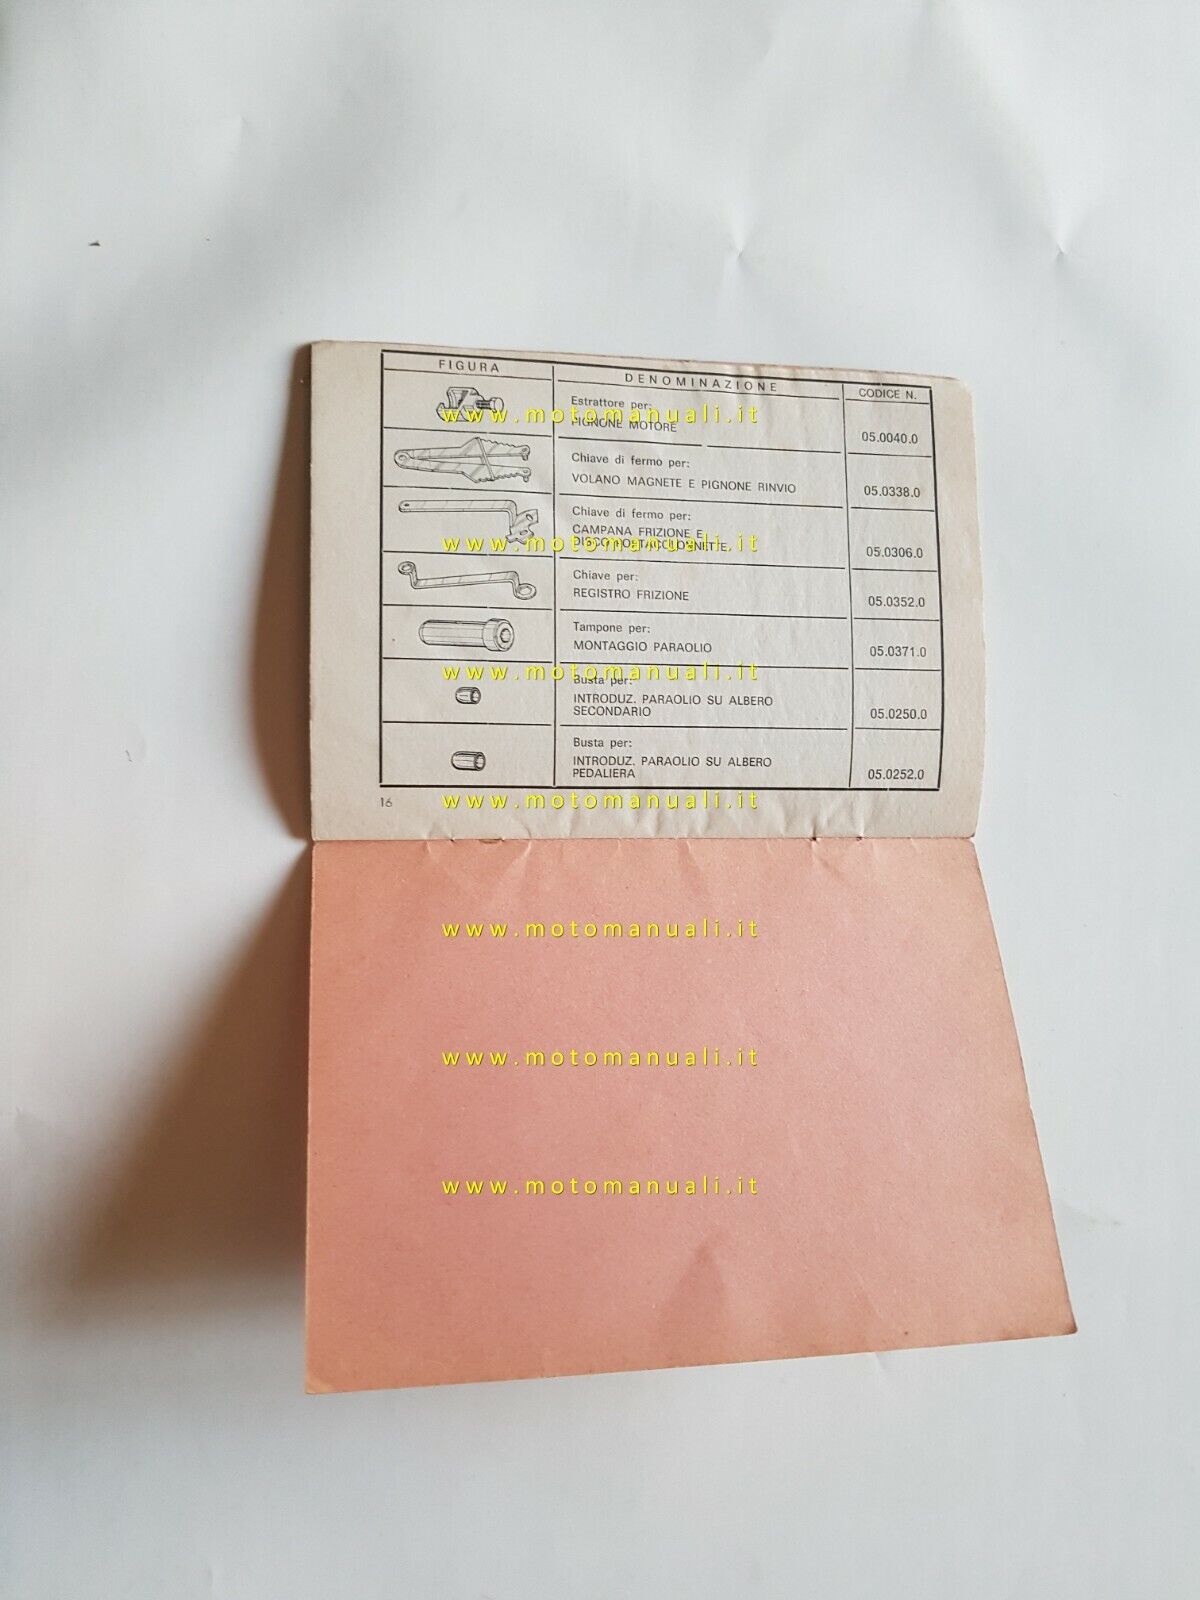 FIGURA
DENOMINAZIONE
CODICE N.
Estrattore per:
PIGNONE MOTORE
05.0040.0
Chiave di fermo per:
VOLANO MAGNETE E PIGNONE RINVIO
05.0338.0
Chiave di fermo per:
CAMPANA FRIZIONE E
DISCO
05.0306.0
Chiave per:
REGISTRO FRIZIONE
05.0352.0
Tampone per:
MONTAGGIO PARAOLIO
05.0371.0
Busta per:
INTRODUZ. PARAOLIO SU ALBERO
SECONDARIO
05.0250.0
Busta per:
INTRODUZ. PARAOLIO SU ALBERO
PEDALIERA
05.0252.0
16
www.motomanuali.it
www.motomanuali.it
www.motomanuali.it
www.motomanuali.it
www.motomanuali.it
www.motomanuali.it
www.motomanuali.it